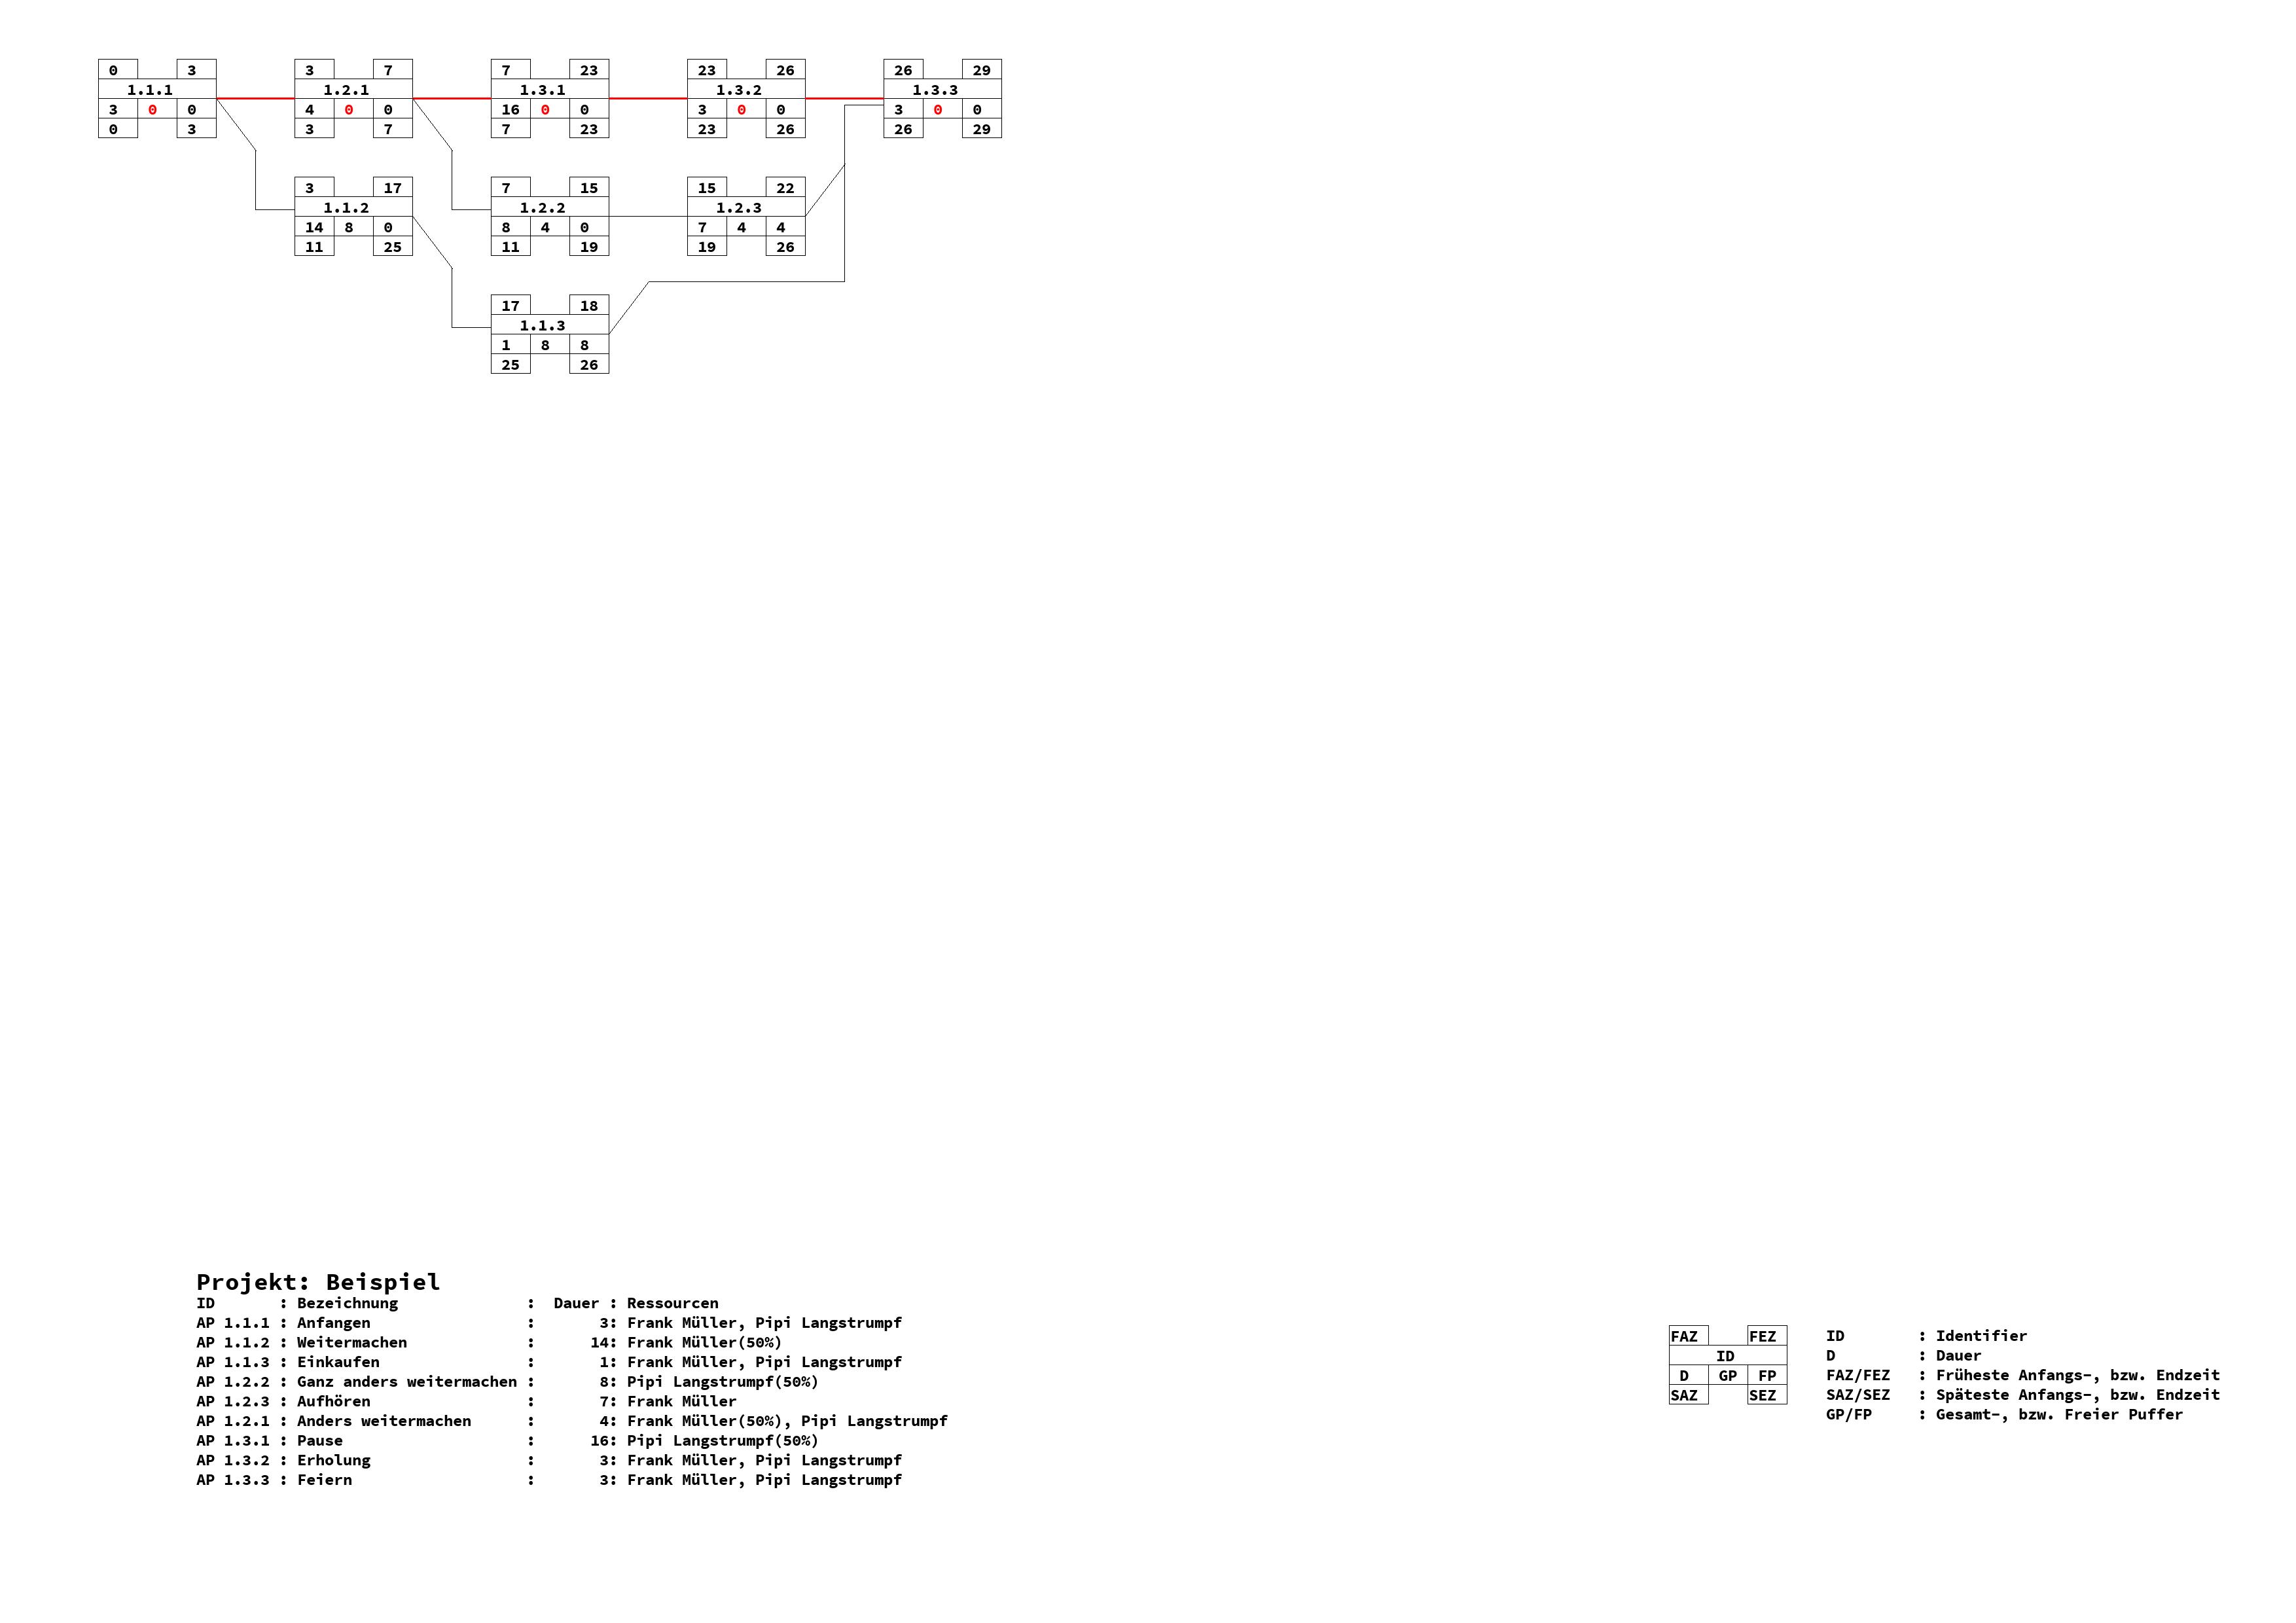 0 3 3 7 7 23 23 26 26 29
1.1.1 1.2.1 1.3.1 1.3.2 1.3.3
3 0 0 4 0 0 16 0 0 3 0 0 3 0 0
0 3 3 7 7 23 23 26 26 29
3 17 7 15 15 22
1.1.2 1.2.2 1.2.3
14 8 0 8 4 0 7 4 4
11 25 11 19 19 26
17 18
1.1.3
1 8 8
25 26
Projekt: Beispiel
ID : Bezeichnung : Dauer : Ressourcen
AP 1.1.1 : Anfangen : 3: Frank Müller, Pipi Langstrumpf
AP 1.1.2 : Weitermachen : 14: Frank Müller(50%)
AP 1.1.3 : Einkaufen : 1: Frank Müller, Pipi Langstrumpf
AP 1.2.2 : Ganz anders weitermachen : 8: Pipi Langstrumpf(50%)
AP 1.2.3 : Aufhören : 7: Frank Müller
AP 1.2.1 : Anders weitermachen : 4: Frank Müller(50%), Pipi Langstrumpf
AP 1.3.1 : Pause : 16: Pipi Langstrumpf(50%)
AP 1.3.2 : Erholung : 3: Frank Müller, Pipi Langstrumpf
AP 1.3.3 : Feiern : 3: Frank Müller, Pipi Langstrumpf
FAZ FEZ
ID
D GP FP
SAZ SEZ
ID : Identifier
D : Dauer
FAZ/FEZ : Früheste Anfangs-, bzw. Endzeit
SAZ/SEZ : Späteste Anfangs-, bzw. Endzeit
GP/FP : Gesamt-, bzw. Freier Puffer